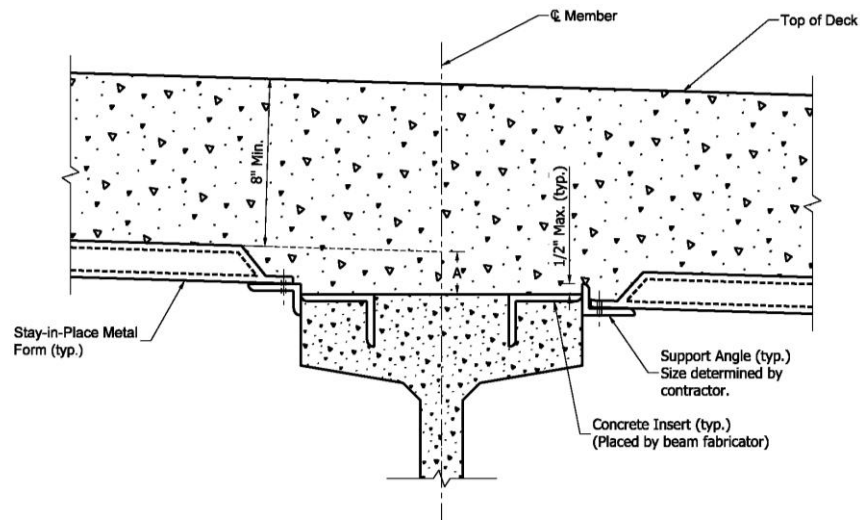 ℄ Member
Top of Deck
8" Min.
1/2" Max. (typ.)
A
Stay-in-Place Metal
Form (typ.)
Support Angle (typ.)
Size determined by
contractor.
Concrete Insert (typ.)
(Placed by beam fabricator)